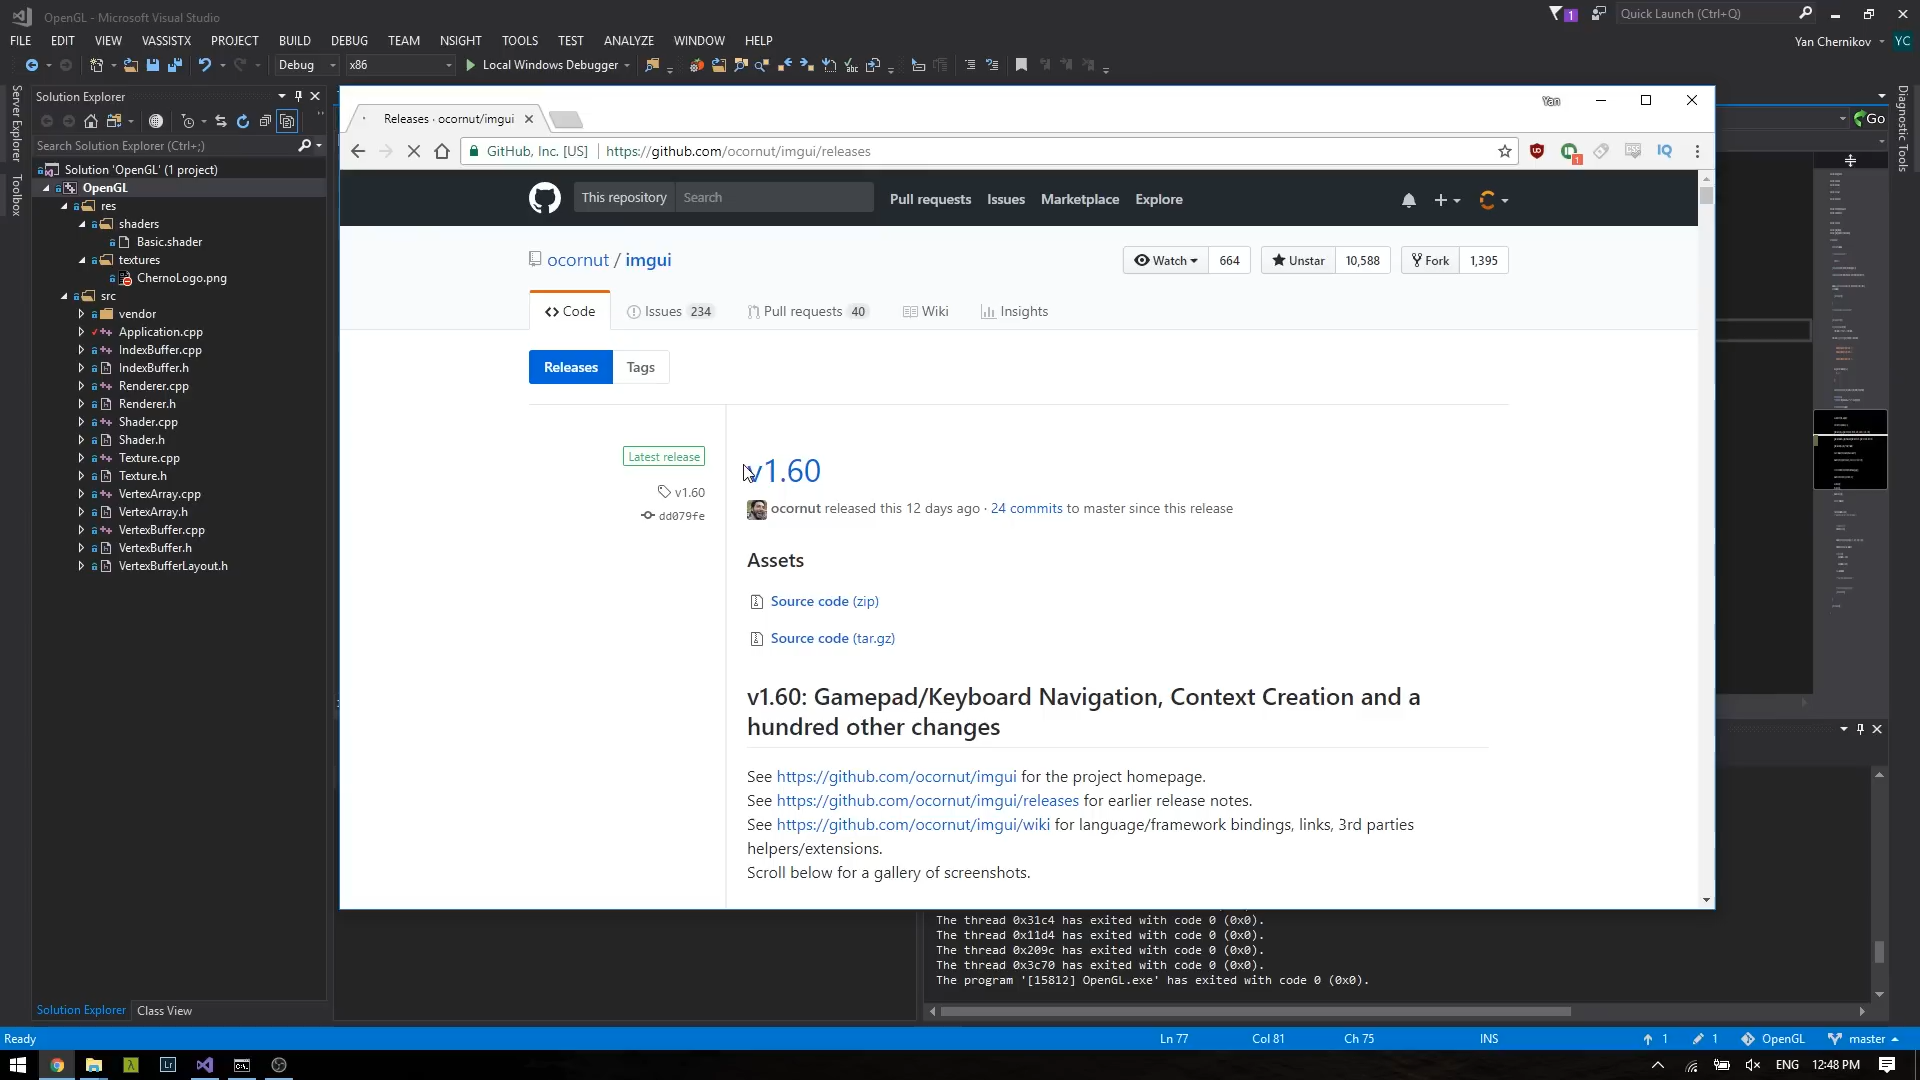 OpenGL - Microsoft Visual Studio
1
Quick Launch (Ctrl+Q)
FILE EDIT VIEW VASSISTX PROJECT BUILD DEBUG TEAM NSIGHT TOOLS TEST ANALYZE WINDOW HELP
Yan Chernikov YC
Debug x86 Local Windows Debugger
Server Explorer
Toolbox
Solution Explorer
Search Solution Explorer (Ctrl+;)
Solution 'OpenGL' (1 project)
OpenGL
res
shaders
Basic.shader
textures
ChernoLogo.png
src
vendor
Application.cpp
IndexBuffer.cpp
IndexBuffer.h
Renderer.cpp
Renderer.h
Shader.cpp
Shader.h
Texture.cpp
Texture.h
VertexArray.cpp
VertexArray.h
VertexBuffer.cpp
VertexBuffer.h
VertexBufferLayout.h
Solution Explorer Class View
Yan
Releases · ocornut/imgui
GitHub, Inc. [US] https://github.com/ocornut/imgui/releases
1
IQ
Go
Diagnostic Tools
This repository Search Pull requests Issues Marketplace Explore
ocornut / imgui
Watch 664 Unstar 10,588 Fork 1,395
Code Issues 234 Pull requests 40 Wiki Insights
Releases Tags
Latest release
v1.60
dd079fe
v1.60
ocornut released this 12 days ago · 24 commits to master since this release
Assets
Source code (zip)
Source code (tar.gz)
v1.60: Gamepad/Keyboard Navigation, Context Creation and a
hundred other changes
See https://github.com/ocornut/imgui for the project homepage.
See https://github.com/ocornut/imgui/releases for earlier release notes.
See https://github.com/ocornut/imgui/wiki for language/framework bindings, links, 3rd parties
helpers/extensions.
Scroll below for a gallery of screenshots.
The thread 0x31c4 has exited with code 0 (0x0).
The thread 0x11d4 has exited with code 0 (0x0).
The thread 0x209c has exited with code 0 (0x0).
The thread 0x3c70 has exited with code 0 (0x0).
The program '[15812] OpenGL.exe' has exited with code 0 (0x0).
Ready Ln 77 Col 81 Ch 75 INS 1 1 OpenGL master
Lr
ENG 12:48 PM